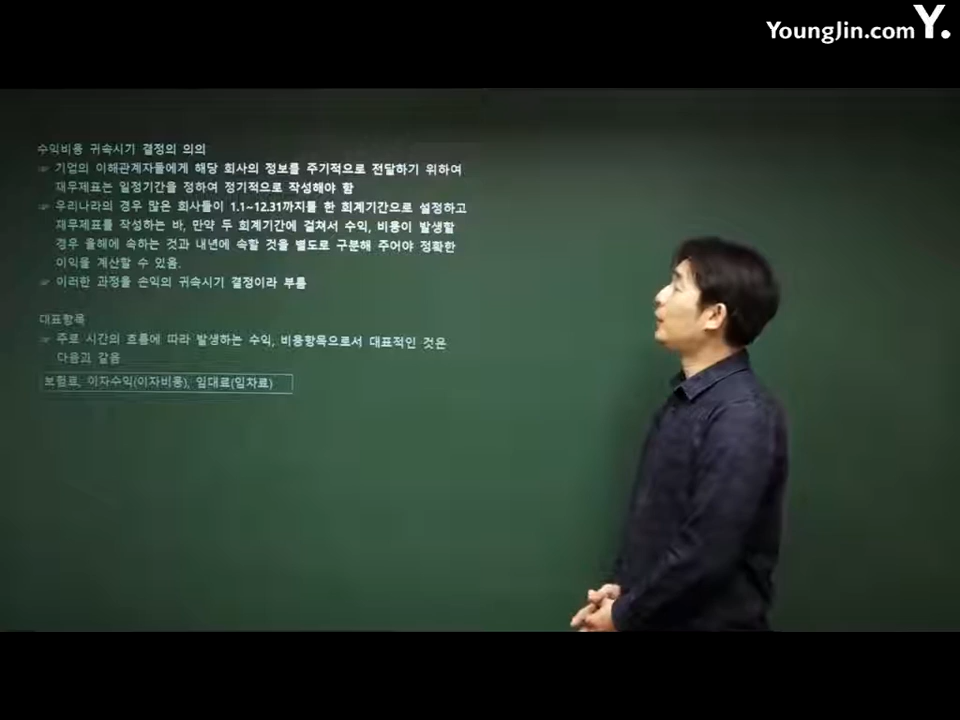 YoungJin.com Y.
수익비용 귀속시기 결정의 의의
☞ 기업의 이해관계자들에게 해당 회사의 정보를 주기적으로 전달하기 위하여
재무제표는 일정기간을 정하여 정기적으로 작성해야 함
☞ 우리나라의 경우 많은 회사들이 1.1~12.31까지를 한 회계기간으로 설정하고
재무제표를 작성하는 바, 만약 두 회계기간에 걸쳐서 수익, 비용이 발생할
경우 올해에 속하는 것과 내년에 속할 것을 별도로 구분해 주어야 정확한
이익을 계산할 수 있음.
☞ 이러한 과정을 손익의 귀속시기 결정이라 부름
대표항목
☞ 주로 시간의 흐름에 따라 발생하는 수익, 비용항목으로서 대표적인 것은
다음과 같음
보험료, 이자수익(이자비용), 임대료(임차료)